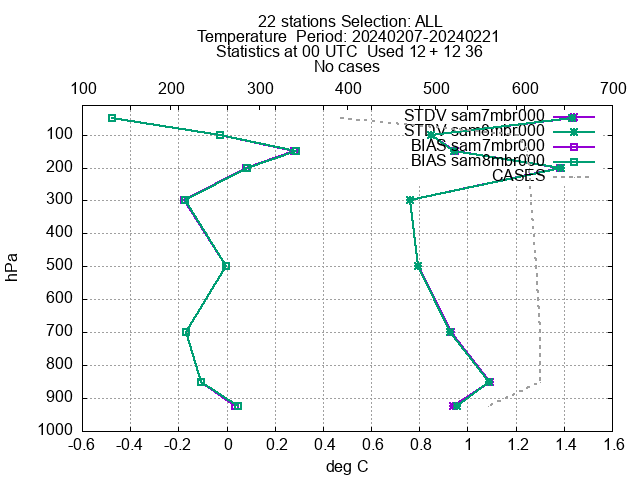 22 stations Selection: ALL
Temperature  Period: 20240207-20240221
Statistics at 00 UTC  Used 12 + 12 36
No cases
100 200 300 400 500 600 700
STDV sam7mbr000
STDV sam8mbr000
BIAS sam7mbr000
BIAS sam8mbr000
CASES
100
200
300
400
500
600
700
800
900
1000
hPa
-0.6 -0.4 -0.2 0 0.2 0.4 0.6 0.8 1 1.2 1.4 1.6
deg C